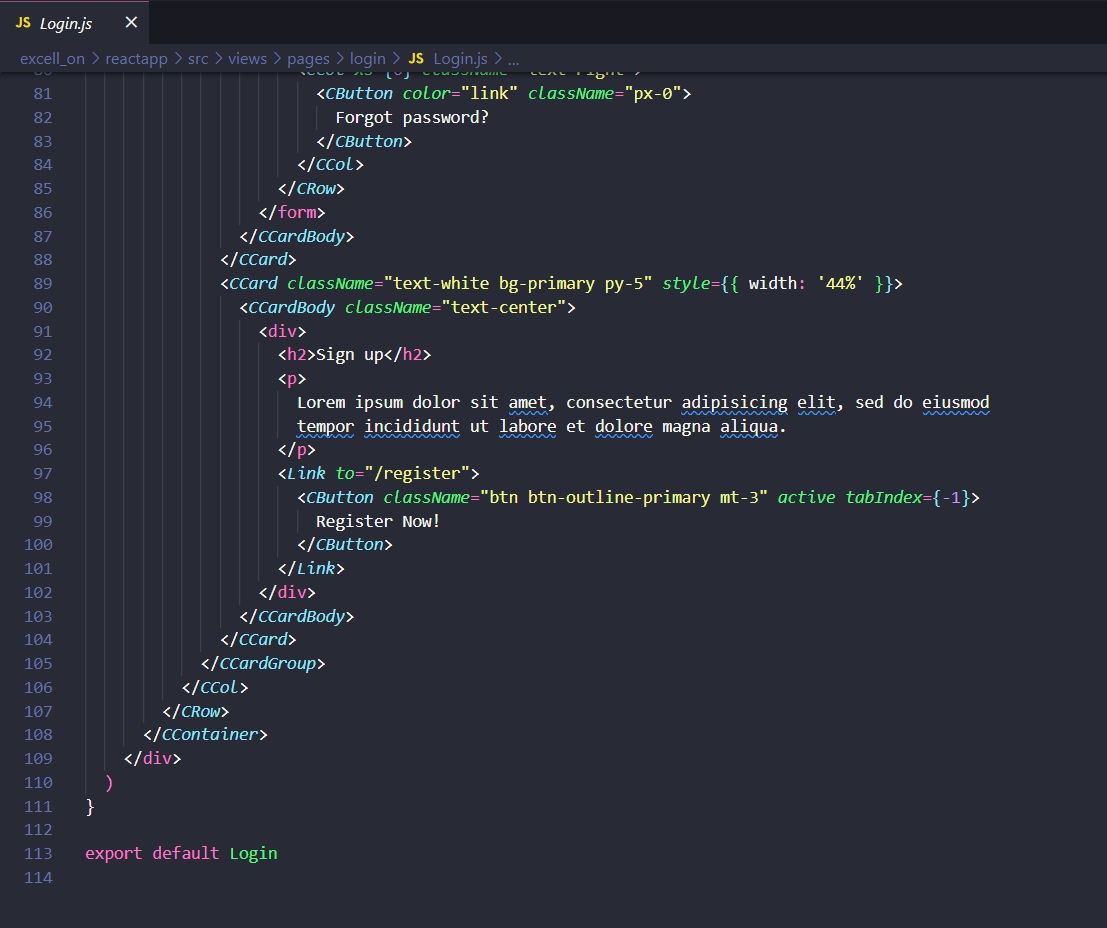 JS Login.js ×
excell_on > reactapp > src > views > pages > login > JS Login.js > ...
81 <CButton color="link" className="px-0">
82 Forgot password?
83 </CButton>
84 </CCol>
85 </CRow>
86 </form>
87 </CCardBody>
88 </CCard>
89 <CCard className="text-white bg-primary py-5" style={{ width: '44%' }}>
90 <CCardBody className="text-center">
91 <div>
92 <h2>Sign up</h2>
93 <p>
94 Lorem ipsum dolor sit amet, consectetur adipisicing elit, sed do eiusmod
95 tempor incididunt ut labore et dolore magna aliqua.
96 </p>
97 <Link to="/register">
98 <CButton className="btn btn-outline-primary mt-3" active tabIndex={-1}>
99 Register Now!
100 </CButton>
101 </Link>
102 </div>
103 </CCardBody>
104 </CCard>
105 </CCardGroup>
106 </CCol>
107 </CRow>
108 </CContainer>
109 </div>
110 )
111 }
112
113 export default Login
114